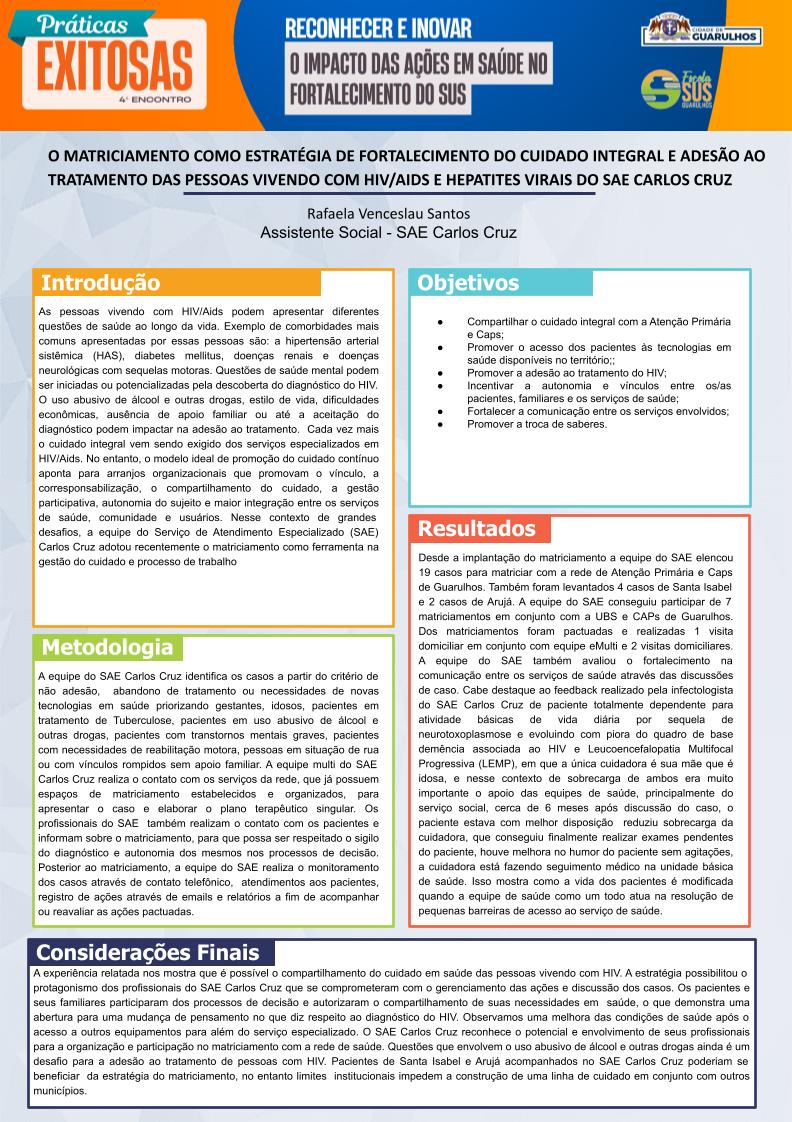 Práticas
EXITOSAS
4º ENCONTRO
RECONHECER E INOVAR
O IMPACTO DAS AÇÕES EM SAÚDE NO
FORTALECIMENTO DO SUS
CIDADE DE
GUARULHOS
Escola
SUS
GUARULHOS
O MATRICIAMENTO COMO ESTRATÉGIA DE FORTALECIMENTO DO CUIDADO INTEGRAL E ADESÃO AO
TRATAMENTO DAS PESSOAS VIVENDO COM HIV/AIDS E HEPATITES VIRAIS DO SAE CARLOS CRUZ
Rafaela Venceslau Santos
Assistente Social - SAE Carlos Cruz
Introdução
As pessoas vivendo com HIV/Aids podem apresentar diferentes
questões de saúde ao longo da vida. Exemplo de comorbidades mais
comuns apresentadas por essas pessoas são: a hipertensão arterial
sistêmica (HAS), diabetes mellitus, doenças renais e doenças
neurológicas com sequelas motoras. Questões de saúde mental podem
ser iniciadas ou potencializadas pela descoberta do diagnóstico do HIV.
O uso abusivo de álcool e outras drogas, estilo de vida, dificuldades
econômicas, ausência de apoio familiar ou até a aceitação do
diagnóstico podem impactar na adesão ao tratamento. Cada vez mais
o cuidado integral vem sendo exigido dos serviços especializados em
HIV/Aids. No entanto, o modelo ideal de promoção do cuidado contínuo
aponta para arranjos organizacionais que promovam o vínculo, a
corresponsabilização, o compartilhamento do cuidado, a gestão
participativa, autonomia do sujeito e maior integração entre os serviços
de saúde, comunidade e usuários. Nesse contexto de grandes
desafios, a equipe do Serviço de Atendimento Especializado (SAE)
Carlos Cruz adotou recentemente o matriciamento como ferramenta na
gestão do cuidado e processo de trabalho
Metodologia
A equipe do SAE Carlos Cruz identifica os casos a partir do critério de
não adesão, abandono de tratamento ou necessidades de novas
tecnologias em saúde priorizando gestantes, idosos, pacientes em
tratamento de Tuberculose, pacientes em uso abusivo de álcool e
outras drogas, pacientes com transtornos mentais graves, pacientes
com necessidades de reabilitação motora, pessoas em situação de rua
ou com vínculos rompidos sem apoio familiar. A equipe multi do SAE
Carlos Cruz realiza o contato com os serviços da rede, que já possuem
espaços de matriciamento estabelecidos e organizados, para
apresentar o caso e elaborar o plano terapêutico singular. Os
profissionais do SAE também realizam o contato com os pacientes e
informam sobre o matriciamento, para que possa ser respeitado o sigilo
do diagnóstico e autonomia dos mesmos nos processos de decisão.
Posterior ao matriciamento, a equipe do SAE realiza o monitoramento
dos casos através de contato telefônico, atendimentos aos pacientes,
registro de ações através de emails e relatórios a fim de acompanhar
ou reavaliar as ações pactuadas.
Objetivos
● Compartilhar o cuidado integral com a Atenção Primária
e Caps;
● Promover o acesso dos pacientes às tecnologias em
saúde disponíveis no território;;
● Promover a adesão ao tratamento do HIV;
● Incentivar a autonomia e vínculos entre os/as
pacientes, familiares e os serviços de saúde;
● Fortalecer a comunicação entre os serviços envolvidos;
● Promover a troca de saberes.
Resultados
Desde a implantação do matriciamento a equipe do SAE elencou
19 casos para matriciar com a rede de Atenção Primária e Caps
de Guarulhos. Também foram levantados 4 casos de Santa Isabel
e 2 casos de Arujá. A equipe do SAE conseguiu participar de 7
matriciamentos em conjunto com a UBS e CAPs de Guarulhos.
Dos matriciamentos foram pactuadas e realizadas 1 visita
domiciliar em conjunto com equipe eMulti e 2 visitas domiciliares.
A equipe do SAE também avaliou o fortalecimento na
comunicação entre os serviços de saúde através das discussões
de caso. Cabe destaque ao feedback realizado pela infectologista
do SAE Carlos Cruz de paciente totalmente dependente para
atividade básicas de vida diária por sequela de
neurotoxoplasmose e evoluindo com piora do quadro de base
demência associada ao HIV e Leucoencefalopatia Multifocal
Progressiva (LEMP), em que a única cuidadora é sua mãe que é
idosa, e nesse contexto de sobrecarga de ambos era muito
importante o apoio das equipes de saúde, principalmente do
serviço social, cerca de 6 meses após discussão do caso, o
paciente estava com melhor disposição reduziu sobrecarga da
cuidadora, que conseguiu finalmente realizar exames pendentes
do paciente, houve melhora no humor do paciente sem agitações,
a cuidadora está fazendo seguimento médico na unidade básica
de saúde. Isso mostra como a vida dos pacientes é modificada
quando a equipe de saúde como um todo atua na resolução de
pequenas barreiras de acesso ao serviço de saúde.
Considerações Finais
A experiência relatada nos mostra que é possível o compartilhamento do cuidado em saúde das pessoas vivendo com HIV. A estratégia possibilitou o
protagonismo dos profissionais do SAE Carlos Cruz que se comprometeram com o gerenciamento das ações e discussão dos casos. Os pacientes e
seus familiares participaram dos processos de decisão e autorizaram o compartilhamento de suas necessidades em saúde, o que demonstra uma
abertura para uma mudança de pensamento no que diz respeito ao diagnóstico do HIV. Observamos uma melhora das condições de saúde após o
acesso a outros equipamentos para além do serviço especializado. O SAE Carlos Cruz reconhece o potencial e envolvimento de seus profissionais
para a organização e participação no matriciamento com a rede de saúde. Questões que envolvem o uso abusivo de álcool e outras drogas ainda é um
desafio para a adesão ao tratamento de pessoas com HIV. Pacientes de Santa Isabel e Arujá acompanhados no SAE Carlos Cruz poderiam se
beneficiar da estratégia do matriciamento, no entanto limites institucionais impedem a construção de uma linha de cuidado em conjunto com outros
municípios.